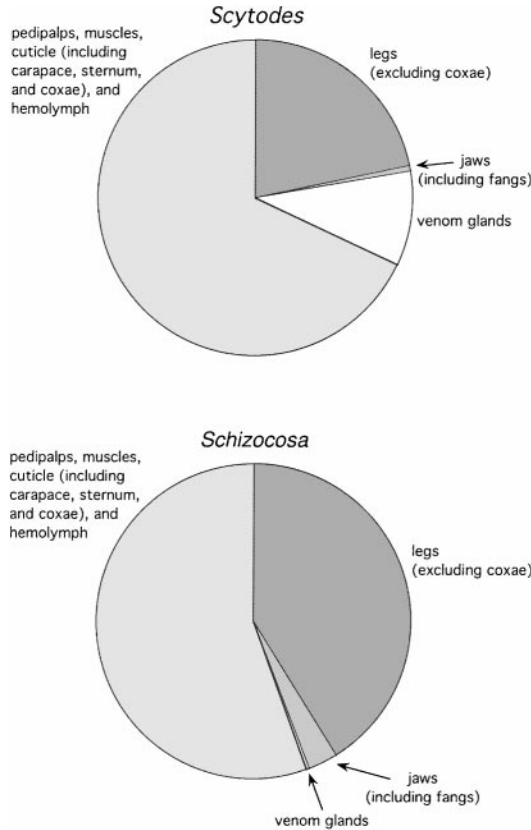 Scytodes
pedipalps, muscles,
cuticle (including
carapace, sternum,
and coxae), and
hemolymph
legs
(excluding coxae)
jaws
(including fangs)
venom glands
Schizocosa
pedipalps, muscles,
cuticle (including
carapace, sternum,
and coxae), and
hemolymph
legs
(excluding coxae)
jaws
(including fangs)
venom glands